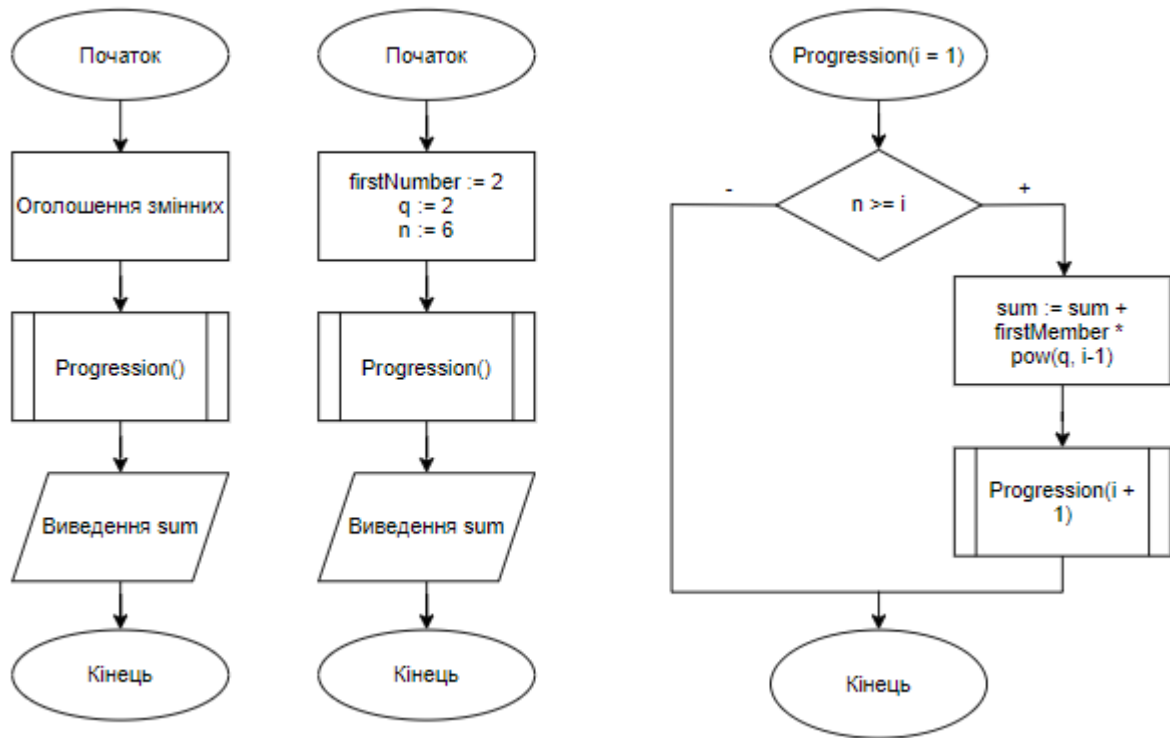 Початок
Оголошення змінних
Progression()
Виведення sum
Кінець
Початок
firstNumber := 2
q := 2
n := 6
Progression()
Виведення sum
Кінець
Progression(i = 1)
n >= i
-
+
sum := sum +
firstMember *
pow(q, i-1)
Progression(i +
1)
Кінець